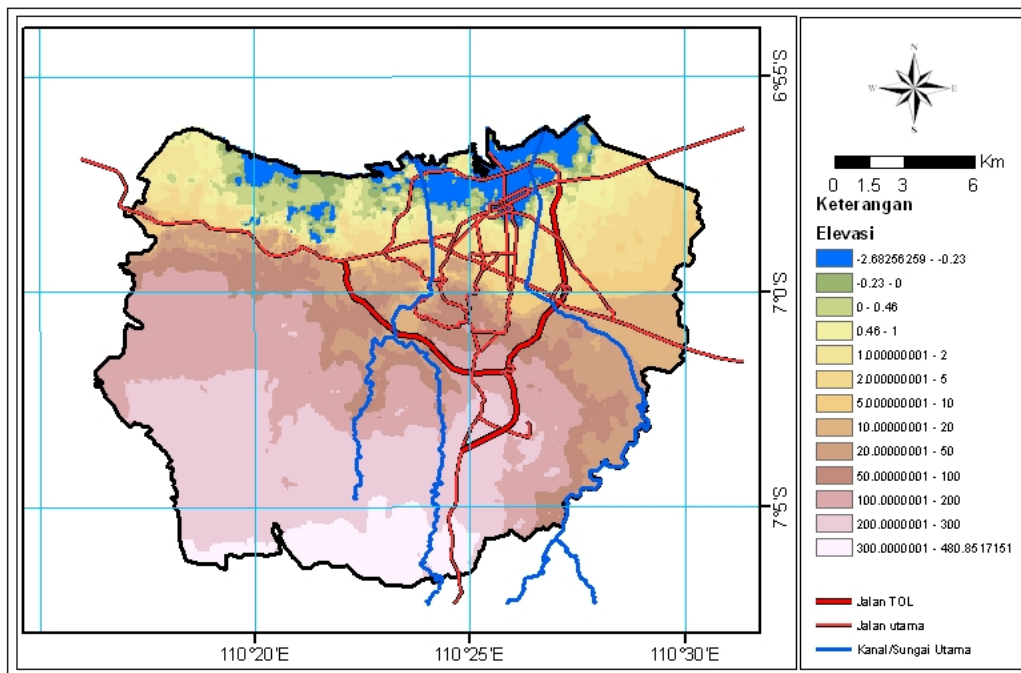 6°55'S
7°0'S
7°5'S
110°20'E
110°25'E
110°30'E
N
W E
S
Km
0 1.5 3 6
Keterangan
Elevasi
-2.68256259 - -0.23
-0.23 - 0
0 - 0.46
0.46 - 1
1.000000001 - 2
2.000000001 - 5
5.00000001 - 10
10.00000001 - 20
20.00000001 - 50
50.00000001 - 100
100.0000001 - 200
200.0000001 - 300
300.0000001 - 480.8517151
Jalan TOL
Jalan utama
Kanal/Sungai Utama